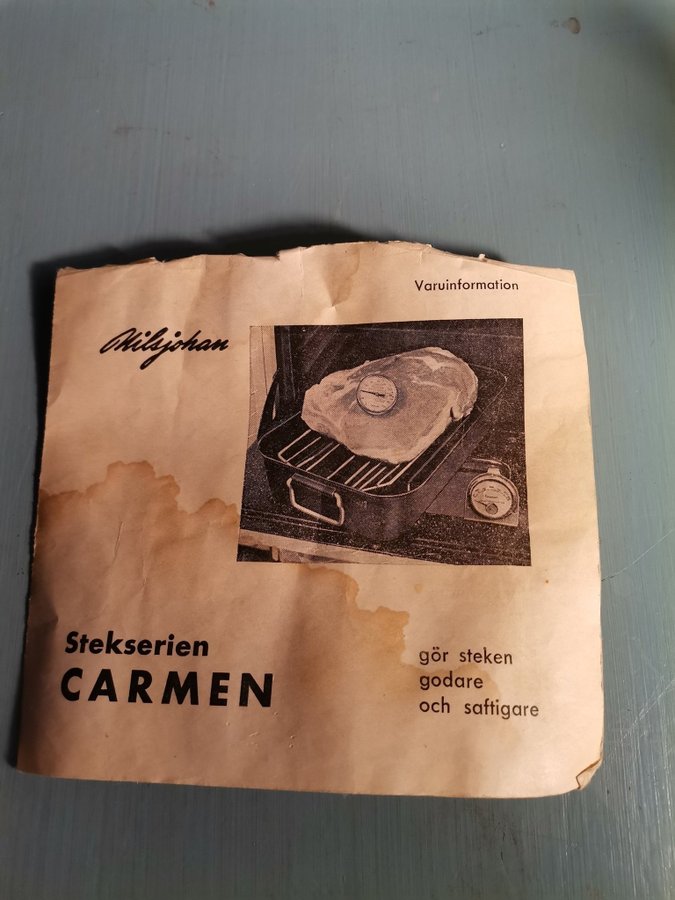 Varuinformation
Nilsjohan
Stekserien
CARMEN
gör steken
godare
och saftigare